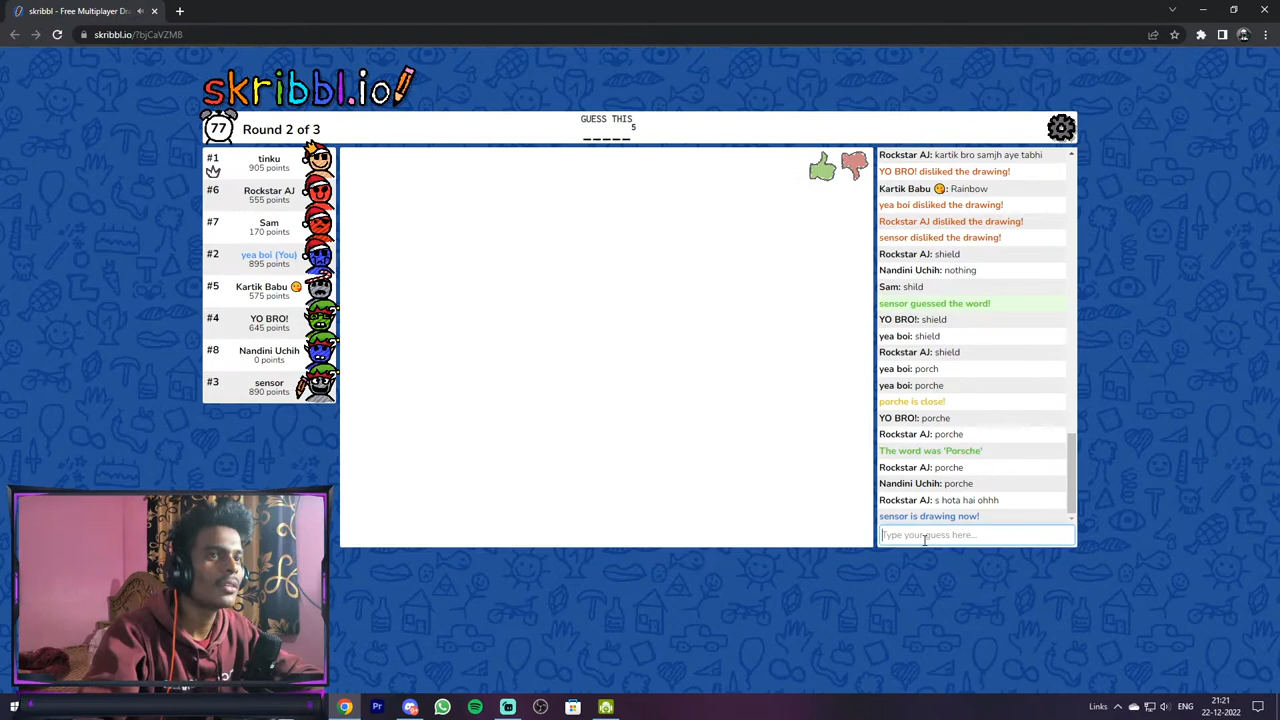 skribbl - Free Multiplayer Dr
skribbl.io/?bjCaVZMB
skribbl.io
77
Round 2 of 3
GUESS THIS
_____ 5
#1
tinku
905 points
#6
Rockstar AJ
555 points
#7
Sam
170 points
#2
yea boi (You)
895 points
#5
Kartik Babu 😋
575 points
#4
YO BRO!
645 points
#8
Nandini Uchih
0 points
#3
sensor
890 points
Rockstar AJ: kartik bro samjh aye tabhi
YO BRO! disliked the drawing!
Kartik Babu 😋: Rainbow
yea boi disliked the drawing!
Rockstar AJ disliked the drawing!
sensor disliked the drawing!
Rockstar AJ: shield
Nandini Uchih: nothing
Sam: shild
sensor guessed the word!
YO BRO!: shield
yea boi: shield
Rockstar AJ: shield
yea boi: porch
yea boi: porche
porche is close!
YO BRO!: porche
Rockstar AJ: porche
The word was 'Porsche'
Rockstar AJ: porche
Nandini Uchih: porche
Rockstar AJ: s hota hai ohhh
sensor is drawing now!
Type your guess here...
Links
21:21
22-12-2022